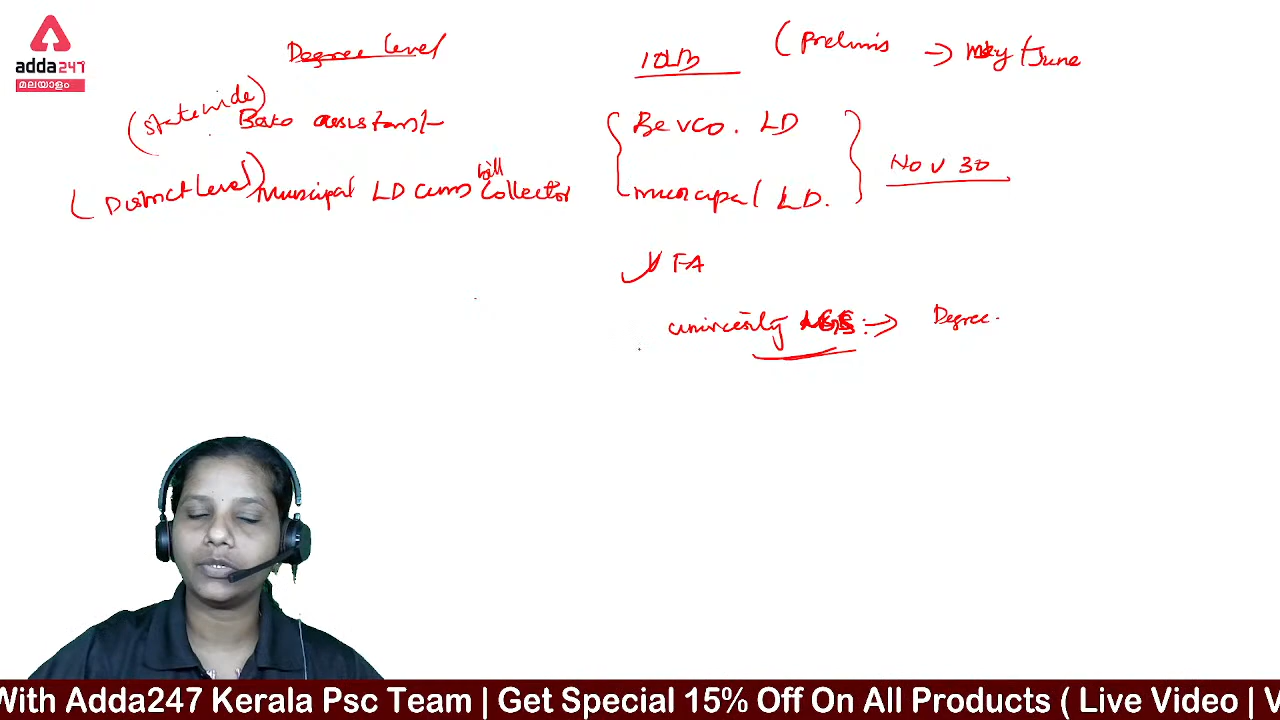 adda247
മലയാളം
Degree level
(statewide) assistant
(District Level) Municipal LD cum bill Collector
10th
(Prelims → May/June
{ Bevco. LD
Municipal LD. } Nov 30
VFA
university LGS :→ Degree.
With Adda247 Kerala Psc Team | Get Special 15% Off On All Products ( Live Video | V